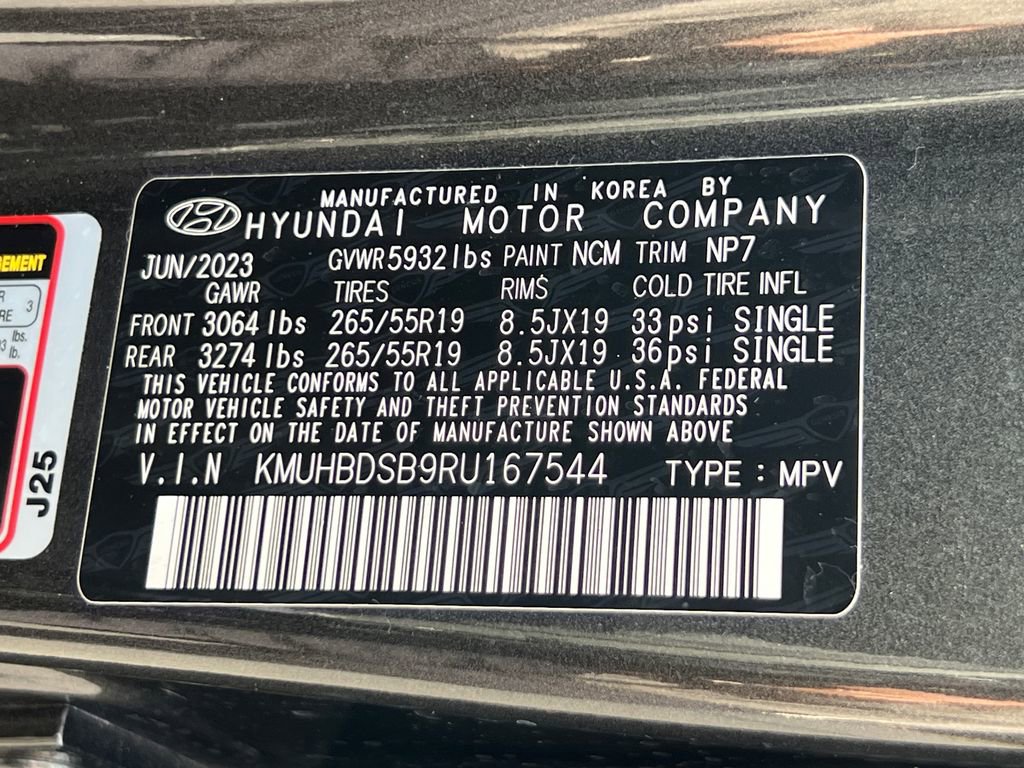 MANUFACTURED IN KOREA BY
HYUNDAI MOTOR COMPANY
JUN/2023 GVWR5932lbs PAINT NCM TRIM NP7
GAWR TIRES RIMS COLD TIRE INFL
FRONT 3064lbs 265/55R19 8.5JX19 33psi SINGLE
REAR 3274lbs 265/55R19 8.5JX19 36psi SINGLE
THIS VEHICLE CONFORMS TO ALL APPLICABLE U.S.A. FEDERAL
MOTOR VEHICLE SAFETY AND THEFT PREVENTION STANDARDS
IN EFFECT ON THE DATE OF MANUFACTURE SHOWN ABOVE
V.I.N KMUHBDSB9RU167544 TYPE : MPV
3
lbs.
lb.
J25